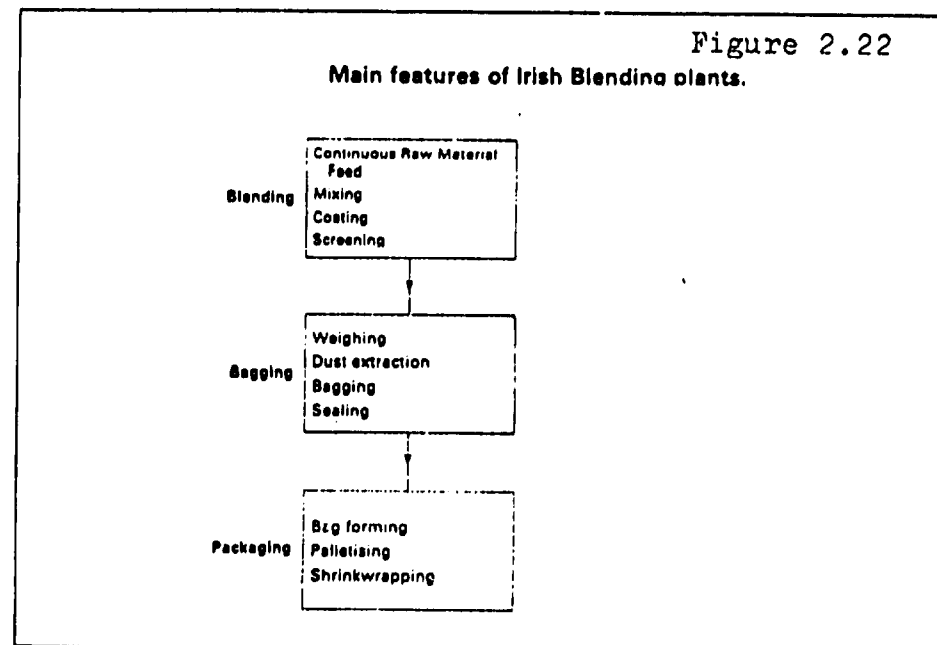 Figure 2.22
Main features of Irish Blending plants.
Continuous Raw Material
Feed
Blending
Mixing
Coating
Screening
Weighing
Dust extraction
Bagging
Bagging
Sealing
Bag forming
Packaging
Palletising
Shrinkwrapping